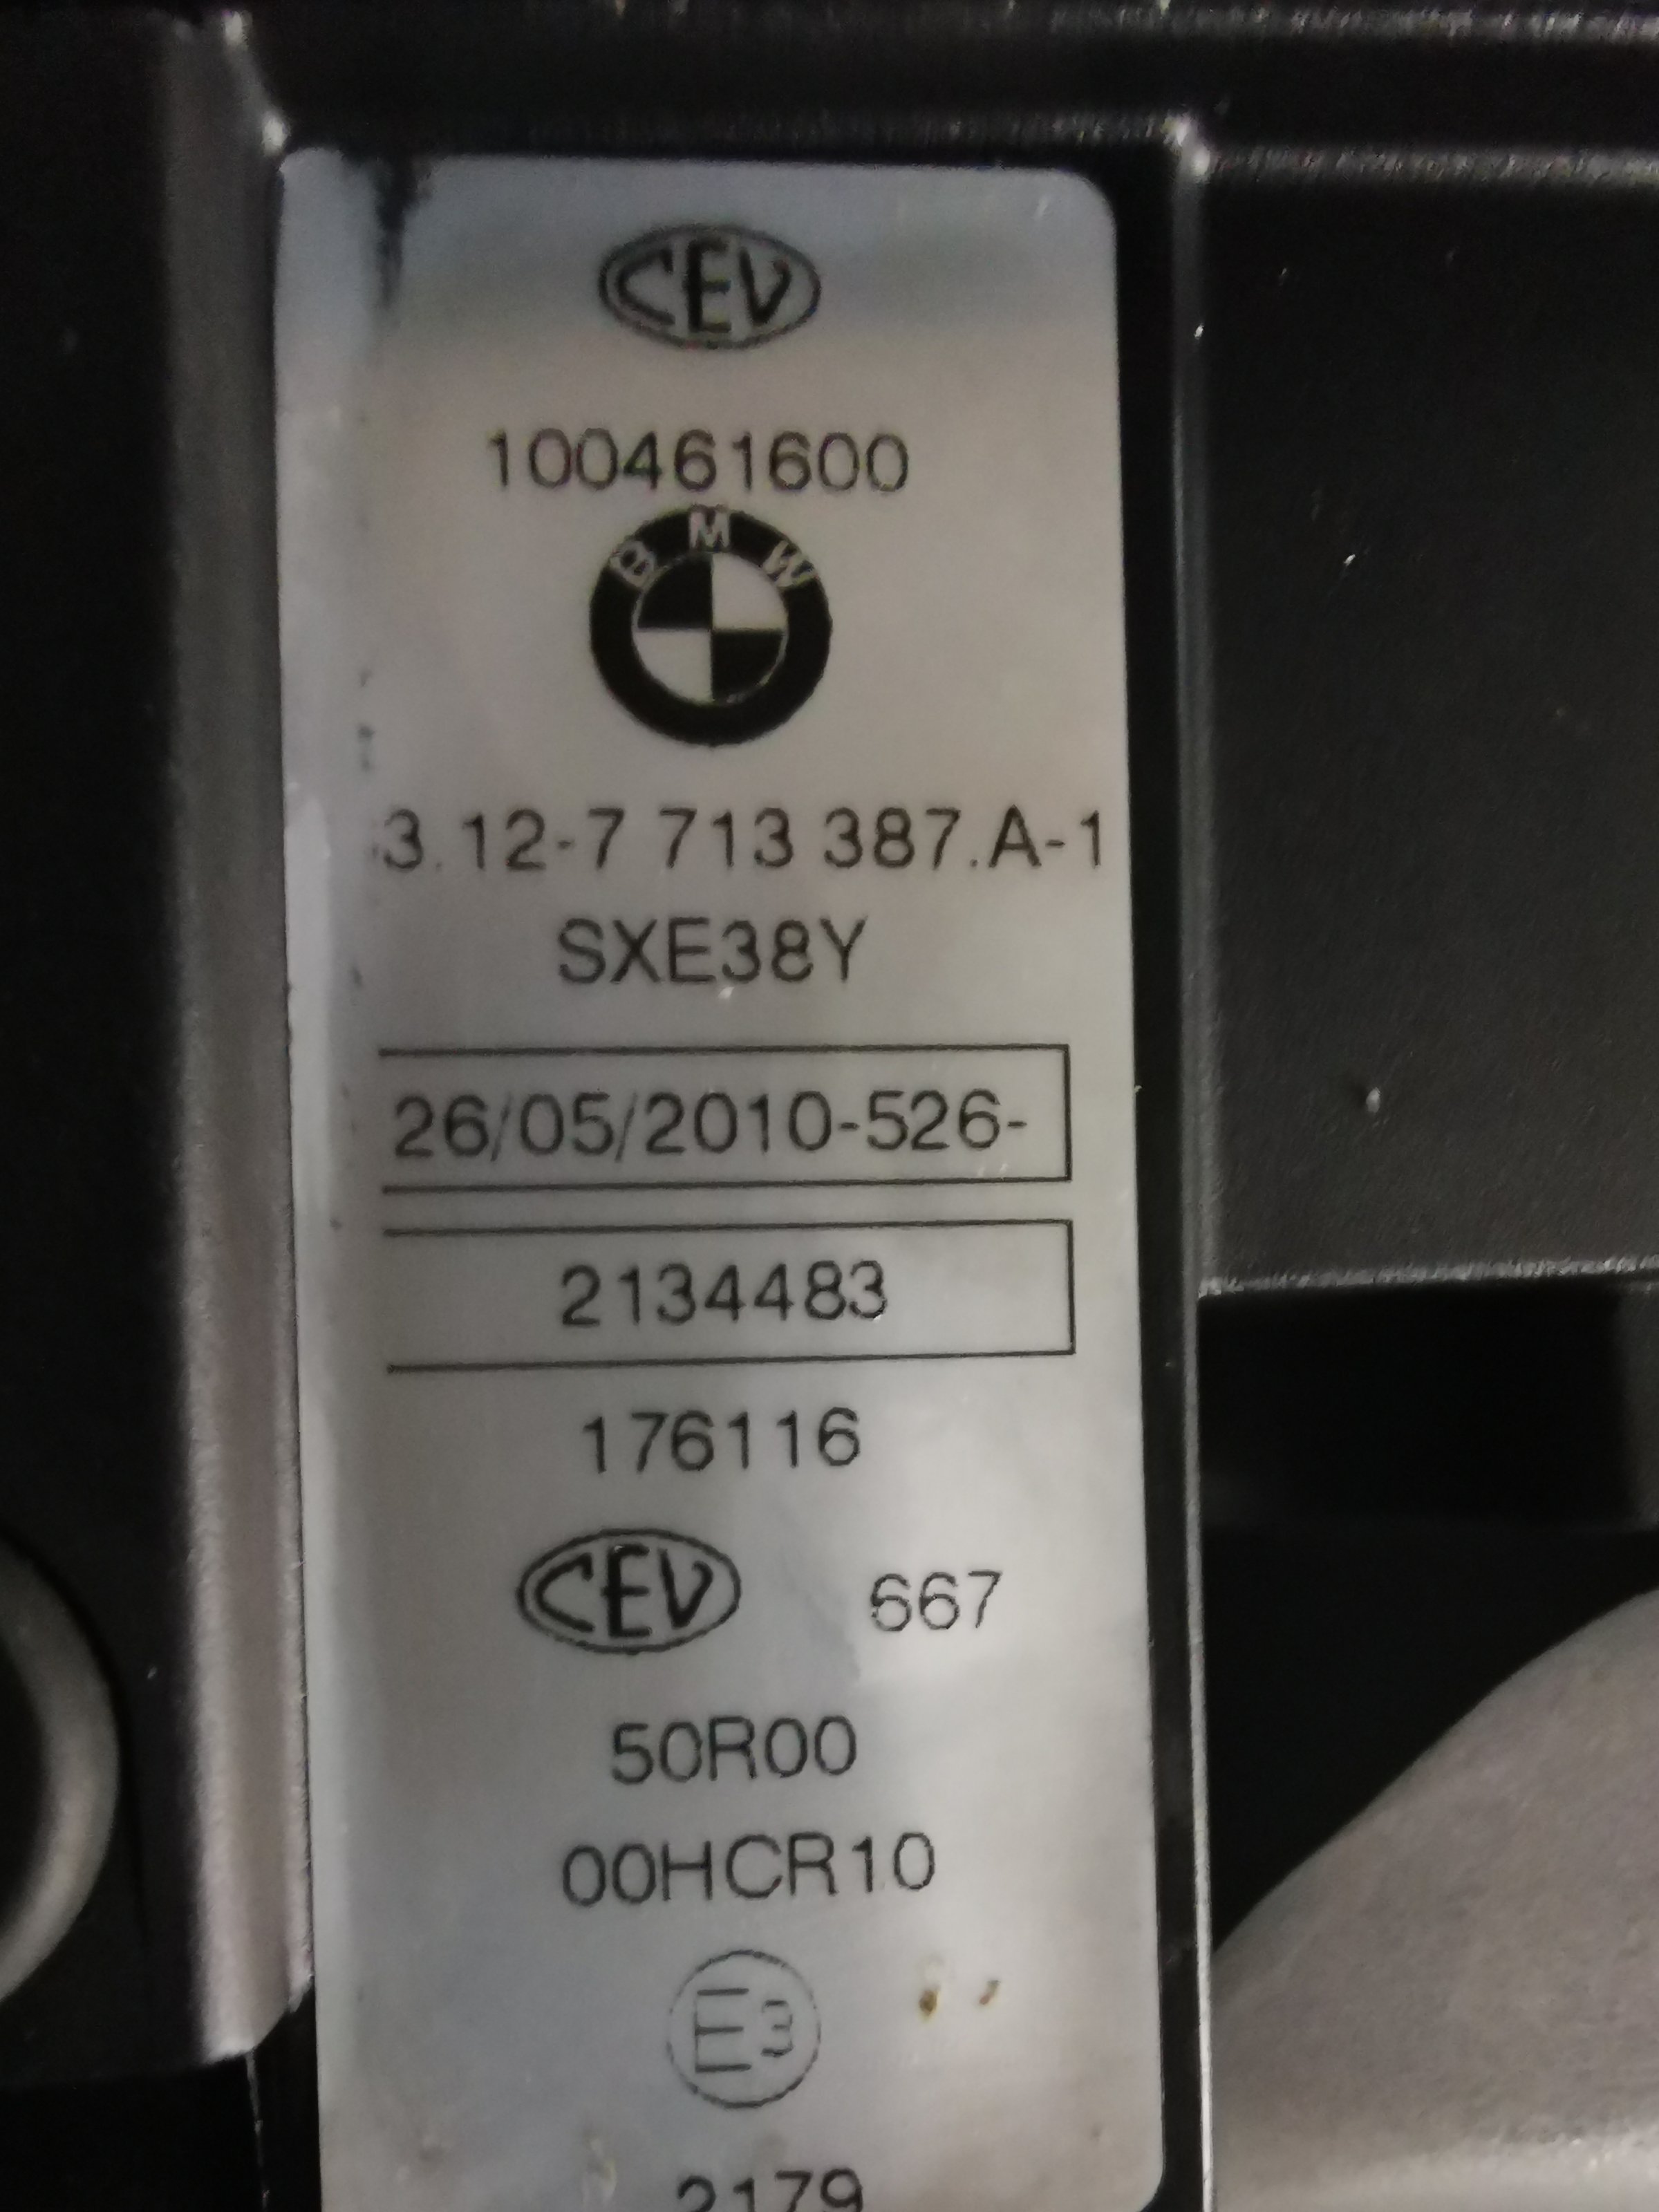 CEV
100461600
BMW
3.12-7 713 387.A-1
SXE38Y
26/05/2010-526-
2134483
176116
CEV 667
50R00
00HCR10
E3
2179